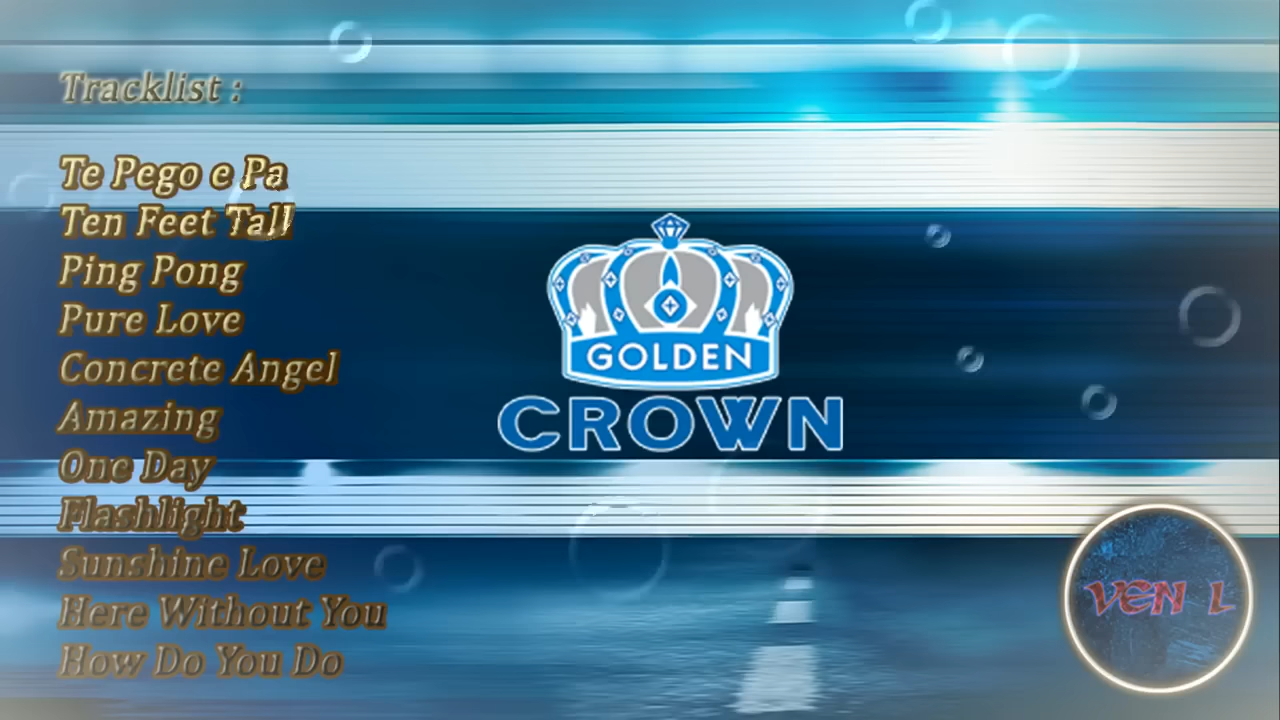 Tracklist :
Te Pego e Pa
Ten Feet Tall
Ping Pong
Pure Love
Concrete Angel
Amazing
One Day
Flashlight
Sunshine Love
Here Without You
How Do You Do
GOLDEN
CROWN
VEN L